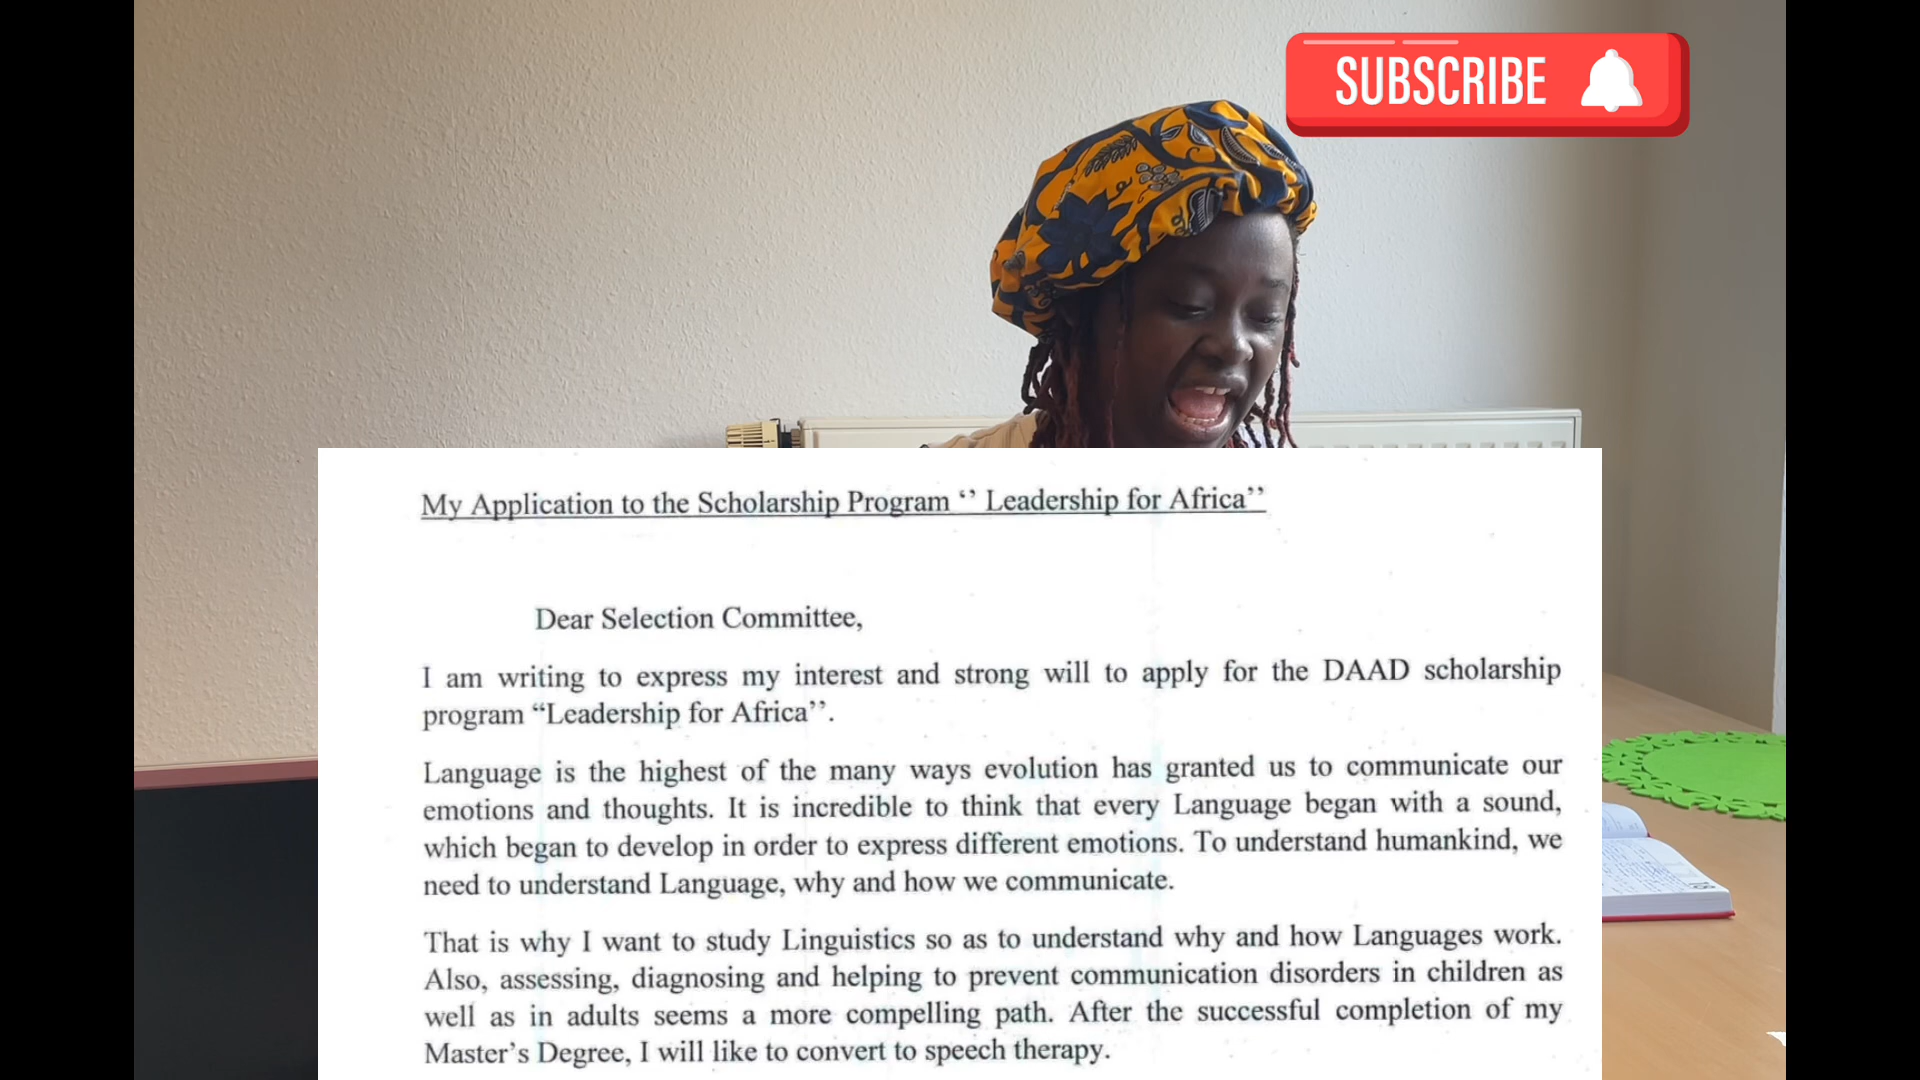 SUBSCRIBE
My Application to the Scholarship Program ‘’ Leadership for Africa’’
Dear Selection Committee,
I am writing to express my interest and strong will to apply for the DAAD scholarship
program “Leadership for Africa’’.
Language is the highest of the many ways evolution has granted us to communicate our
emotions and thoughts. It is incredible to think that every Language began with a sound,
which began to develop in order to express different emotions. To understand humankind, we
need to understand Language, why and how we communicate.
That is why I want to study Linguistics so as to understand why and how Languages work.
Also, assessing, diagnosing and helping to prevent communication disorders in children as
well as in adults seems a more compelling path. After the successful completion of my
Master’s Degree, I will like to convert to speech therapy.